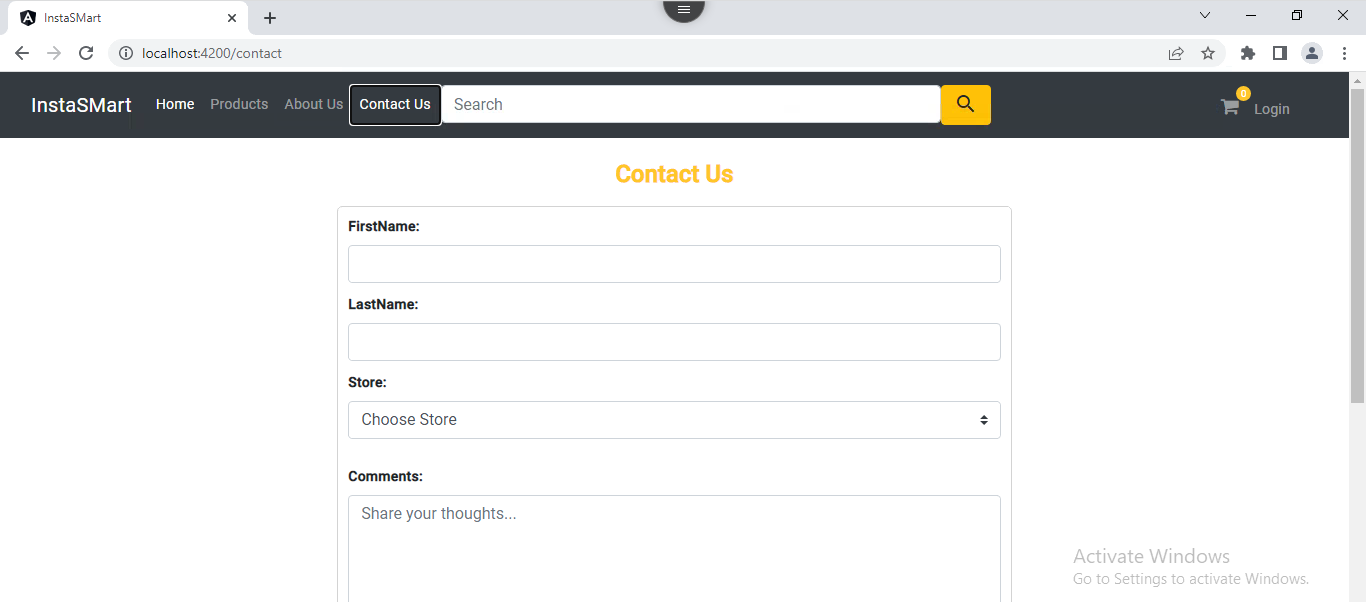 InstaSMart
localhost:4200/contact
InstaSMart Home Products About Us Contact Us Search 0 Login
Contact Us
FirstName:
LastName:
Store:
Choose Store
Comments:
Share your thoughts...
Activate Windows
Go to Settings to activate Windows.